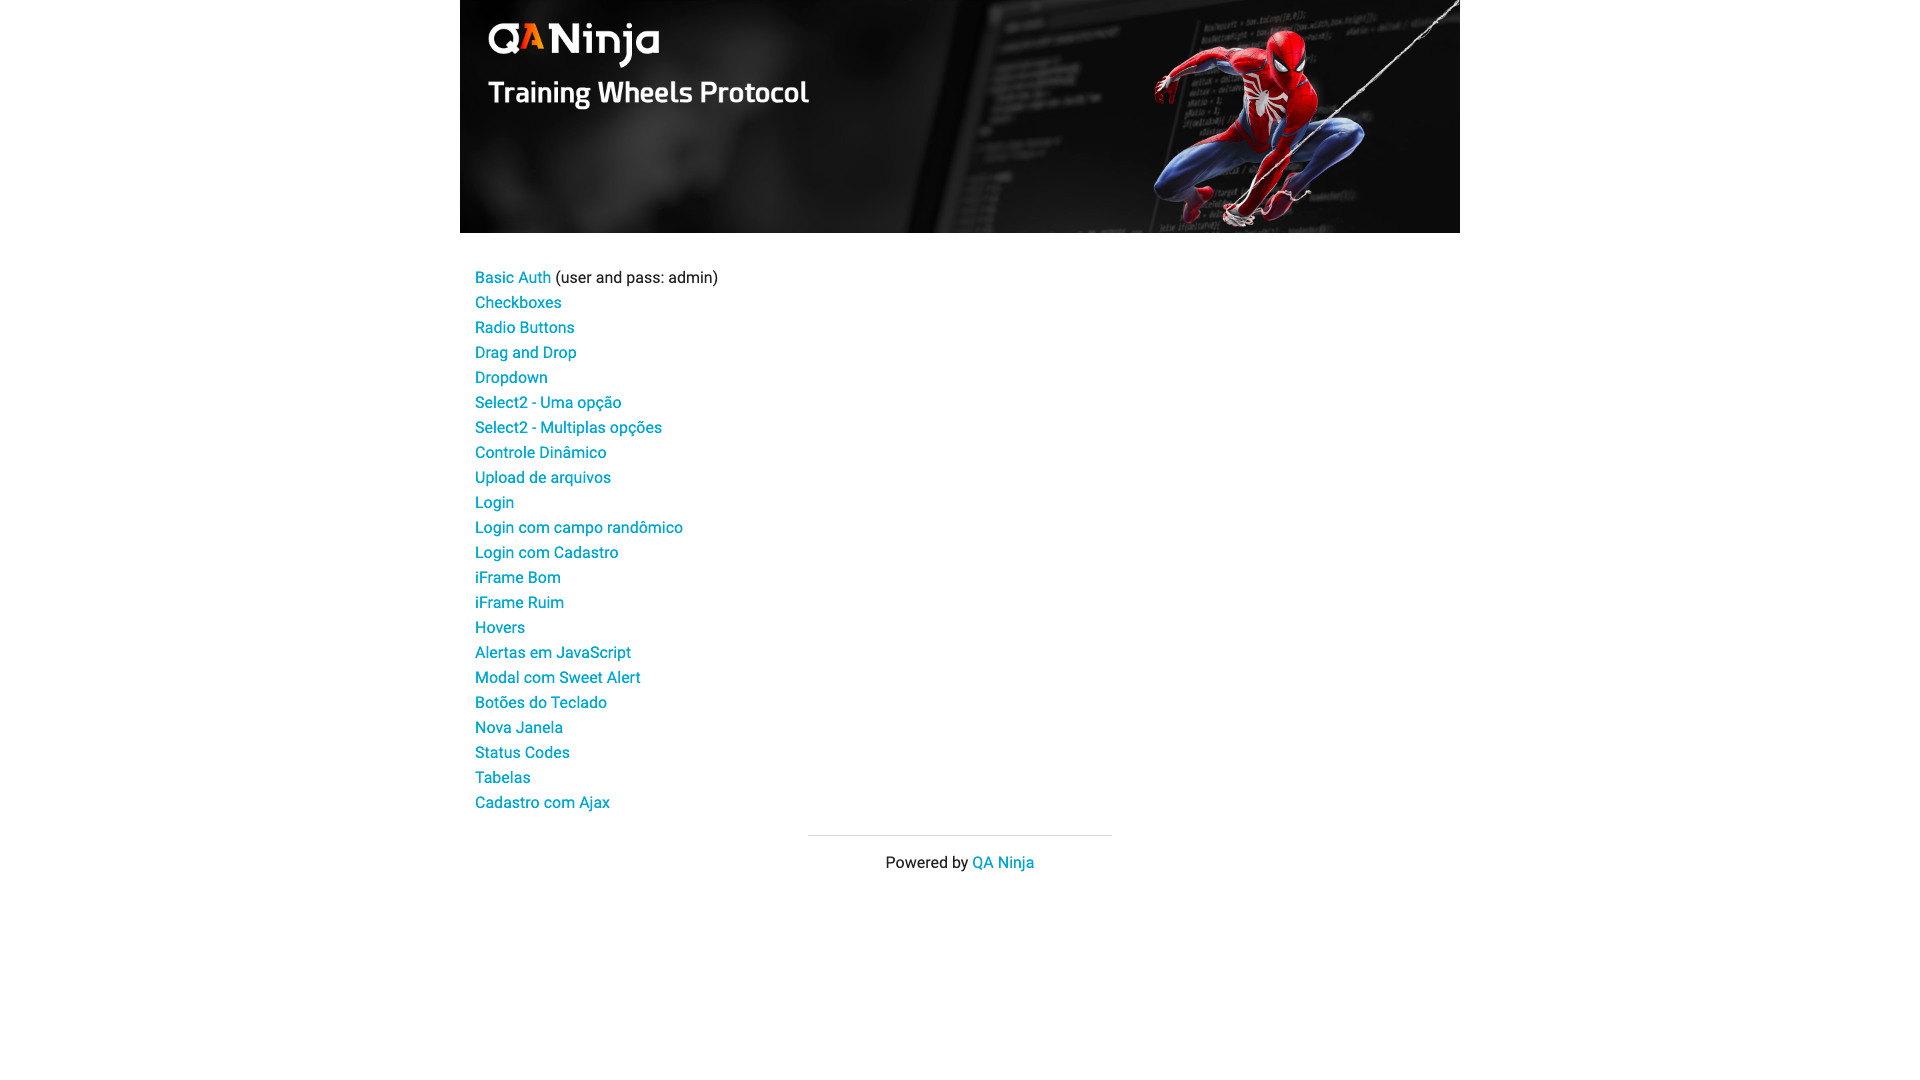 QANinja
Training Wheels Protocol
Basic Auth (user and pass: admin)
Checkboxes
Radio Buttons
Drag and Drop
Dropdown
Select2 - Uma opção
Select2 - Multiplas opções
Controle Dinâmico
Upload de arquivos
Login
Login com campo randômico
Login com Cadastro
iFrame Bom
iFrame Ruim
Hovers
Alertas em JavaScript
Modal com Sweet Alert
Botões do Teclado
Nova Janela
Status Codes
Tabelas
Cadastro com Ajax
Powered by QA Ninja